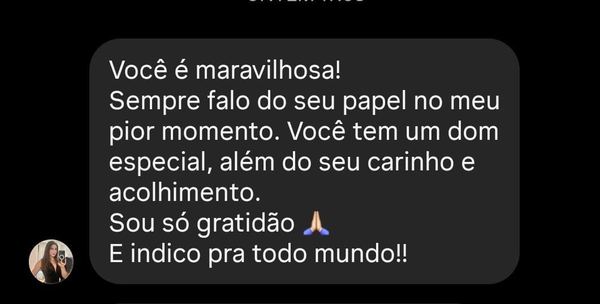 Você é maravilhosa!
Sempre falo do seu papel no meu
pior momento. Você tem um dom
especial, além do seu carinho e
acolhimento.
Sou só gratidão 🙏🏻
E indico pra todo mundo!!